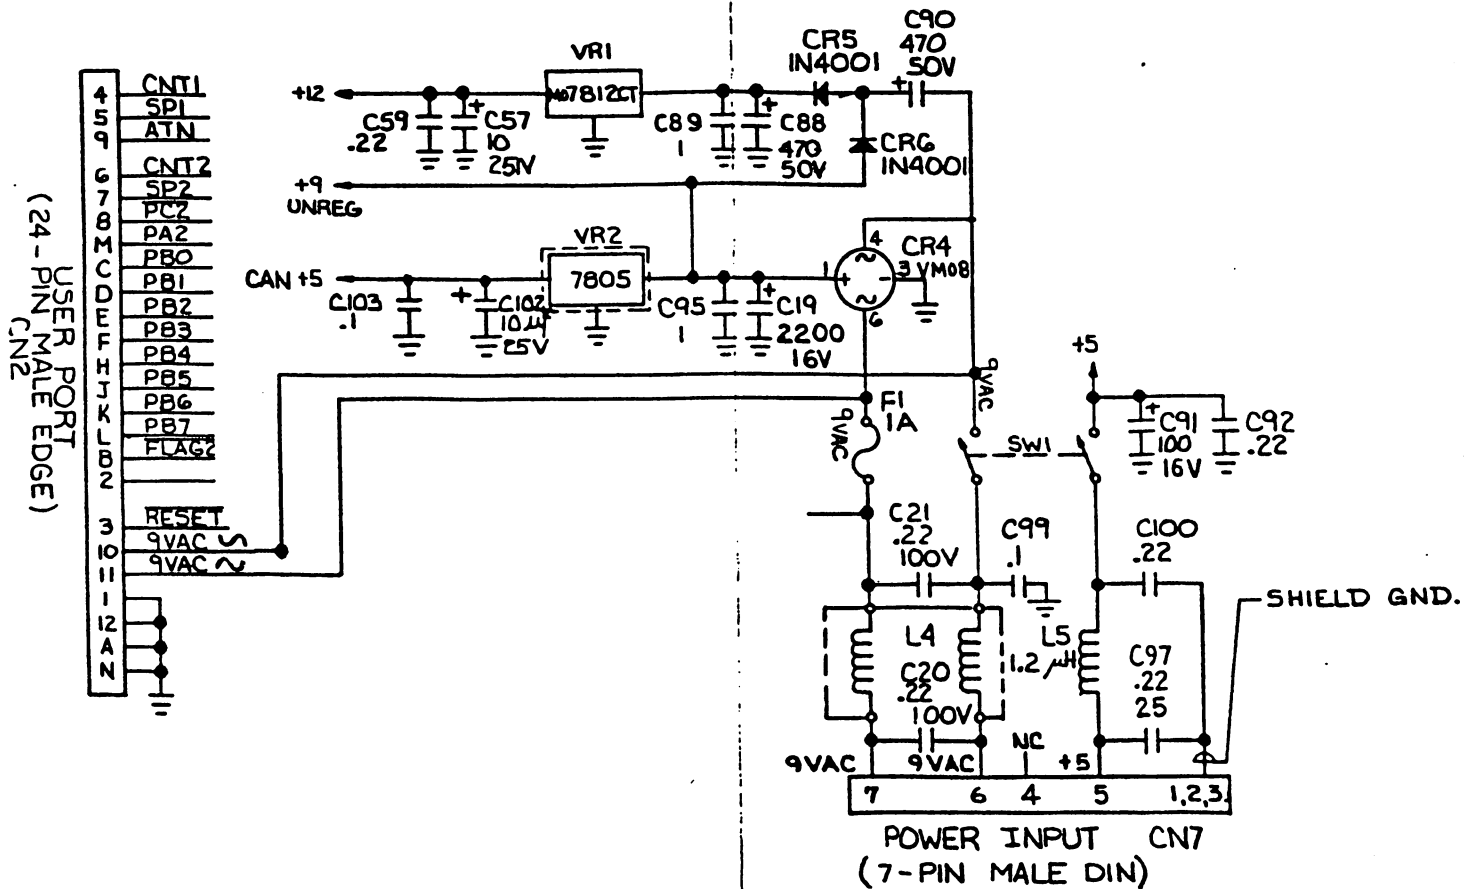 C90
470
50V
CR5
1N4001
VR1
7812CT
+12
C59
.22
C57
10
25V
C89
1
C88
470
50V
CR6
1N4001
+9
UNREG
VR2
7805
CAN +5
C103
.1
C102
10µ
25V
C95
1
C19
2200
16V
4
1
+
-
3
6
CR4
VM08
4 CNT1
5 SP1
9 ATN
6 CNT2
7 SP2
8 PC2
M PA2
C PB0
D PB1
E PB2
F PB3
H PB4
J PB5
K PB6
L PB7
B FLAG2
2
3 RESET
10 9VAC
11 9VAC
1
12
A
N
USER PORT
(24-PIN MALE EDGE)
CN2
F1
1A
9VAC
9VAC
SW1
+5
C91
100
16V
C92
.22
C21
.22
100V
C99
.1
C100
.22
SHIELD GND.
L4
C20
.22
100V
L5
1.2 µH
C97
.22
25
9VAC
9VAC
NC
+5
7 6 4 5 1,2,3
POWER INPUT CN7
(7-PIN MALE DIN)